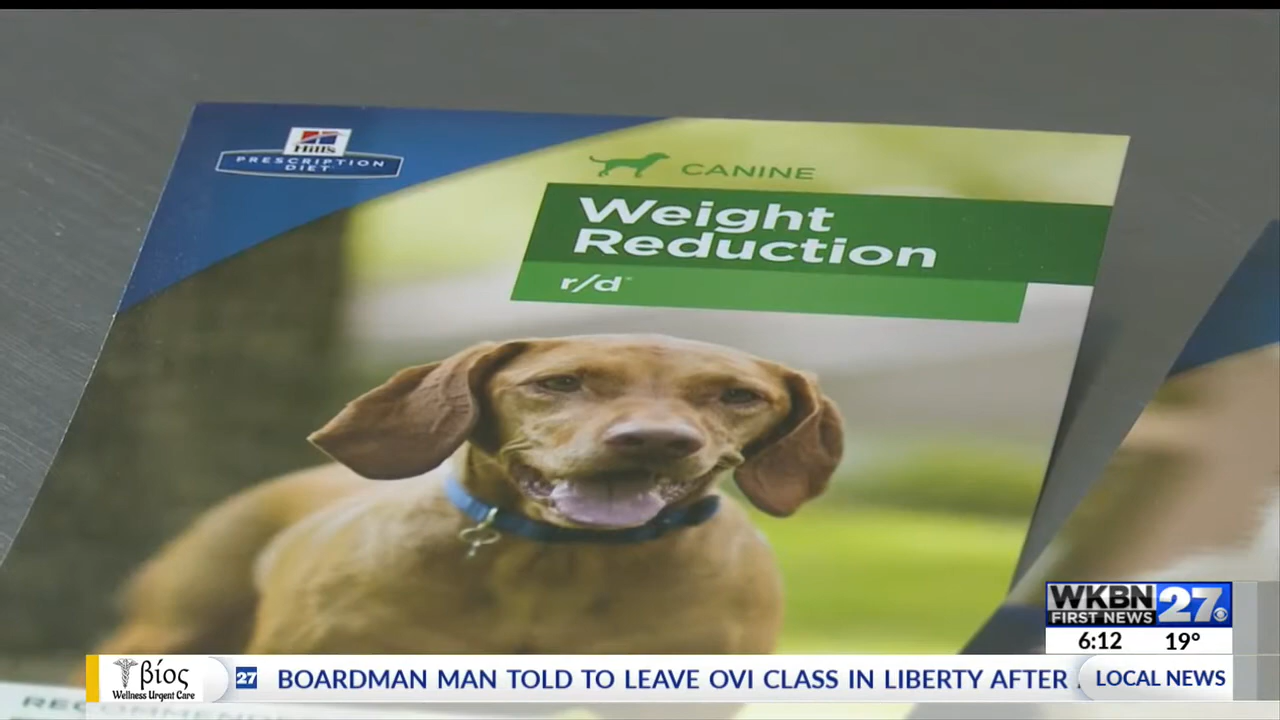 Hill's
PRESCRIPTION
DIET
CANINE
Weight
Reduction
r/d
WKBN 27
FIRST NEWS
6:12 19°
βίος
Wellness Urgent Care
27 BOARDMAN MAN TOLD TO LEAVE OVI CLASS IN LIBERTY AFTER
LOCAL NEWS